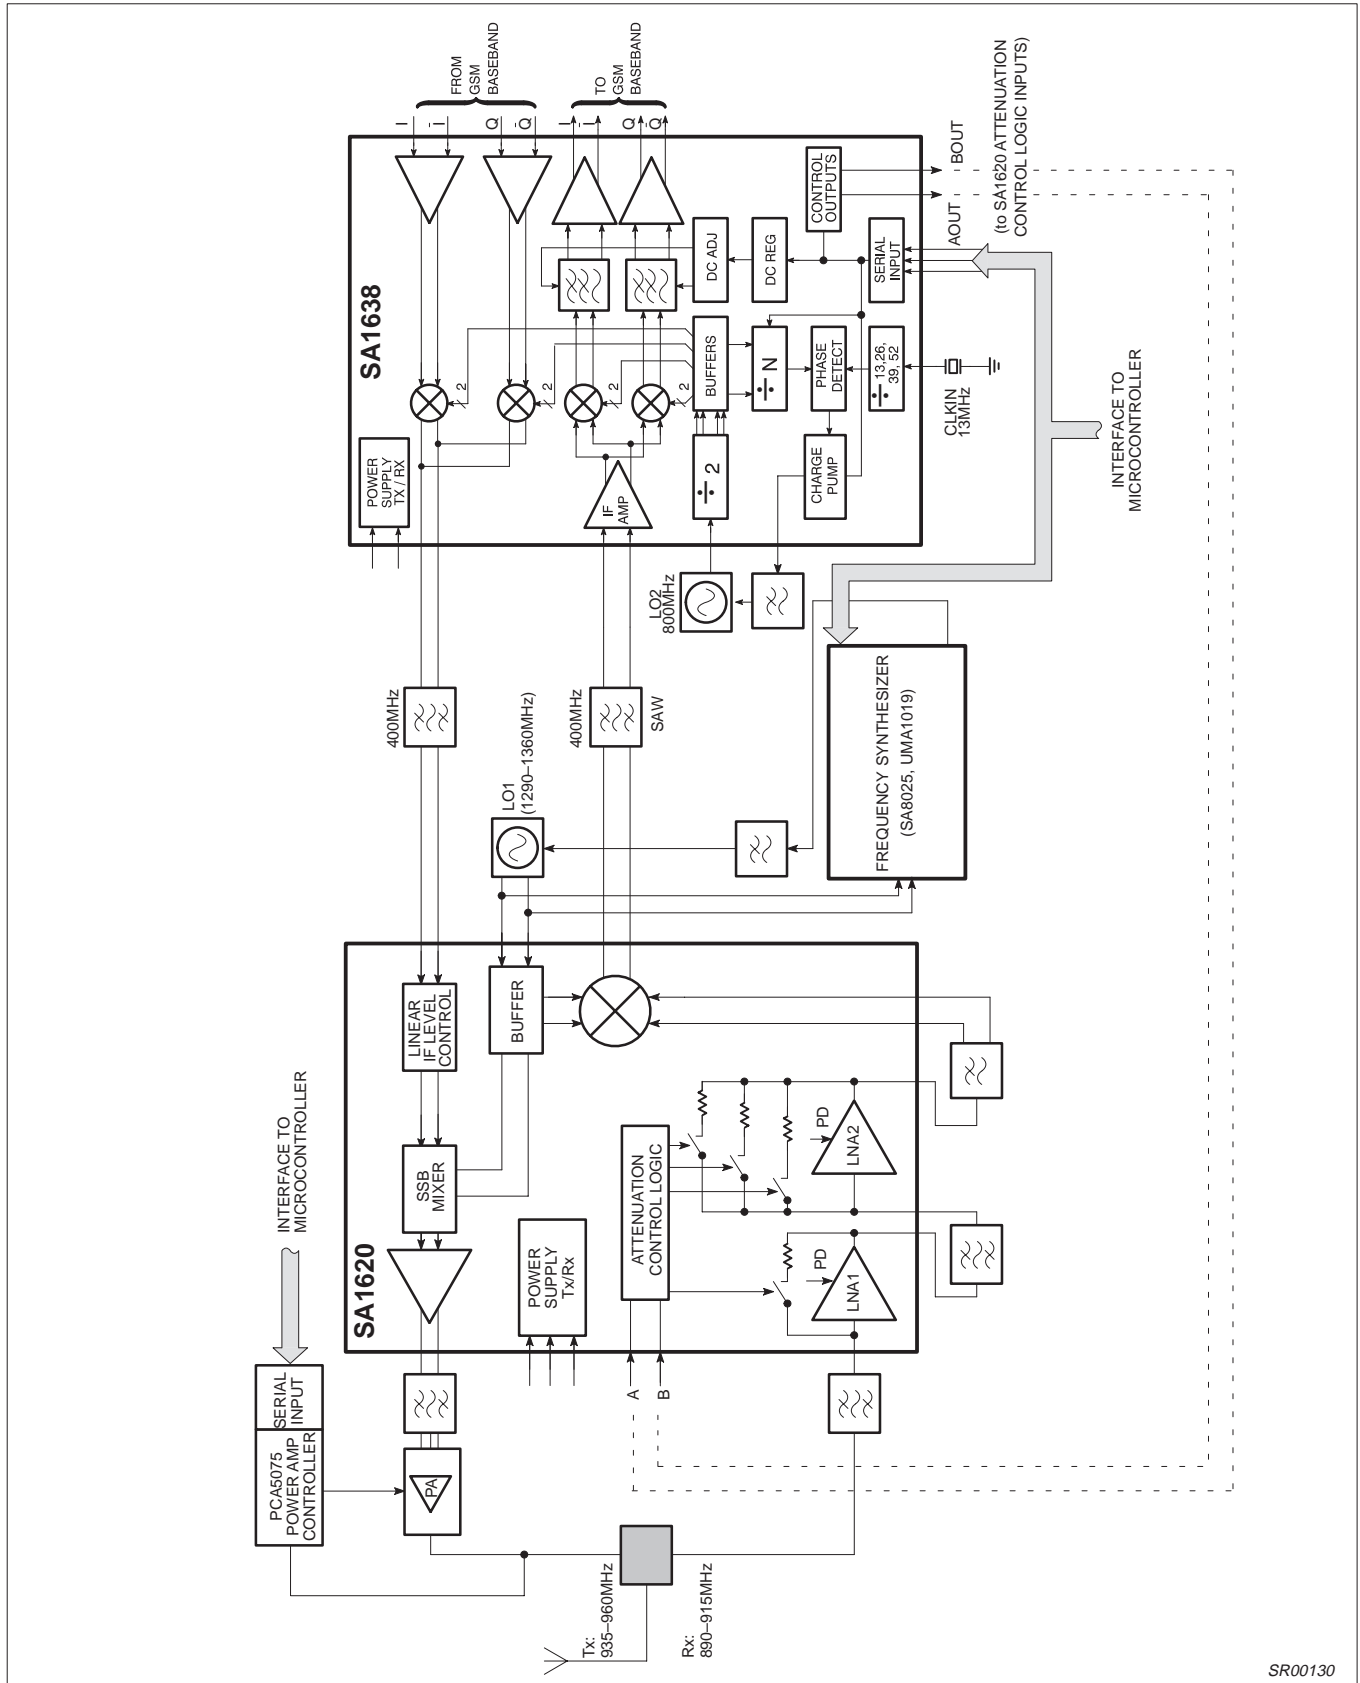 SA1638
FROM
GSM
BASEBAND
TO
GSM
BASEBAND
I
-I
Q
-Q
I
-I
Q
-Q
POWER
SUPPLY
TX / RX
2
2
2
2
IF
AMP
÷ 2
BUFFERS
DC ADJ
DC REG
CONTROL
OUTPUTS
SERIAL
INPUT
÷ N
PHASE
DETECT
÷ 13,26,
39, 52
CHARGE
PUMP
CLKIN
13MHz
AOUT
BOUT
(to SA1620 ATTENUATION
CONTROL LOGIC INPUTS)
INTERFACE TO
MICROCONTROLLER
LO2
800MHz
400MHz
400MHz
SAW
LO1
(1290–1360MHz)
FREQUENCY SYNTHESIZER
(SA8025, UMA1019)
SA1620
LINEAR
IF LEVEL
CONTROL
BUFFER
SSB
MIXER
POWER
SUPPLY
Tx/Rx
ATTENUATION
CONTROL LOGIC
PD
LNA2
PD
LNA1
A
B
INTERFACE TO
MICROCONTROLLER
SERIAL
INPUT
PCA5075
POWER AMP
CONTROLLER
PA
Tx:
935–960MHz
Rx:
890–915MHz
SR00130